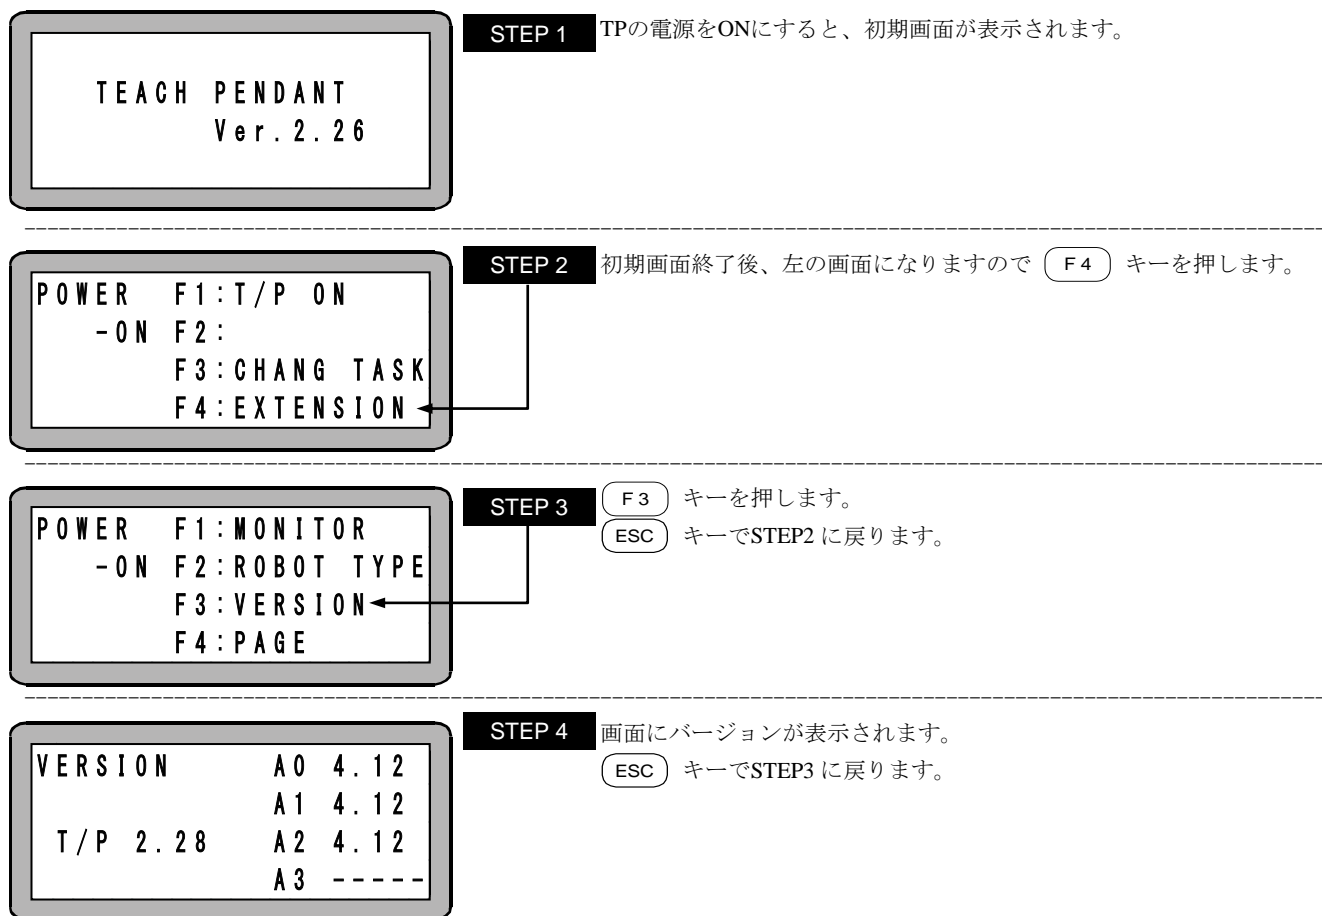 TEACH PENDANT
Ver.2.26
STEP 1
TPの電源をONにすると、初期画面が表示されます。
POWER F1:T/P ON
-ON F2:
F3:CHANG TASK
F4:EXTENSION
STEP 2
初期画面終了後、左の画面になりますので F4 キーを押します。
POWER F1:MONITOR
-ON F2:ROBOT TYPE
F3:VERSION
F4:PAGE
STEP 3
F3 キーを押します。
ESC キーでSTEP2 に戻ります。
VERSION A0 4.12
A1 4.12
T/P 2.28 A2 4.12
A3 -----
STEP 4
画面にバージョンが表示されます。
ESC キーでSTEP3 に戻ります。